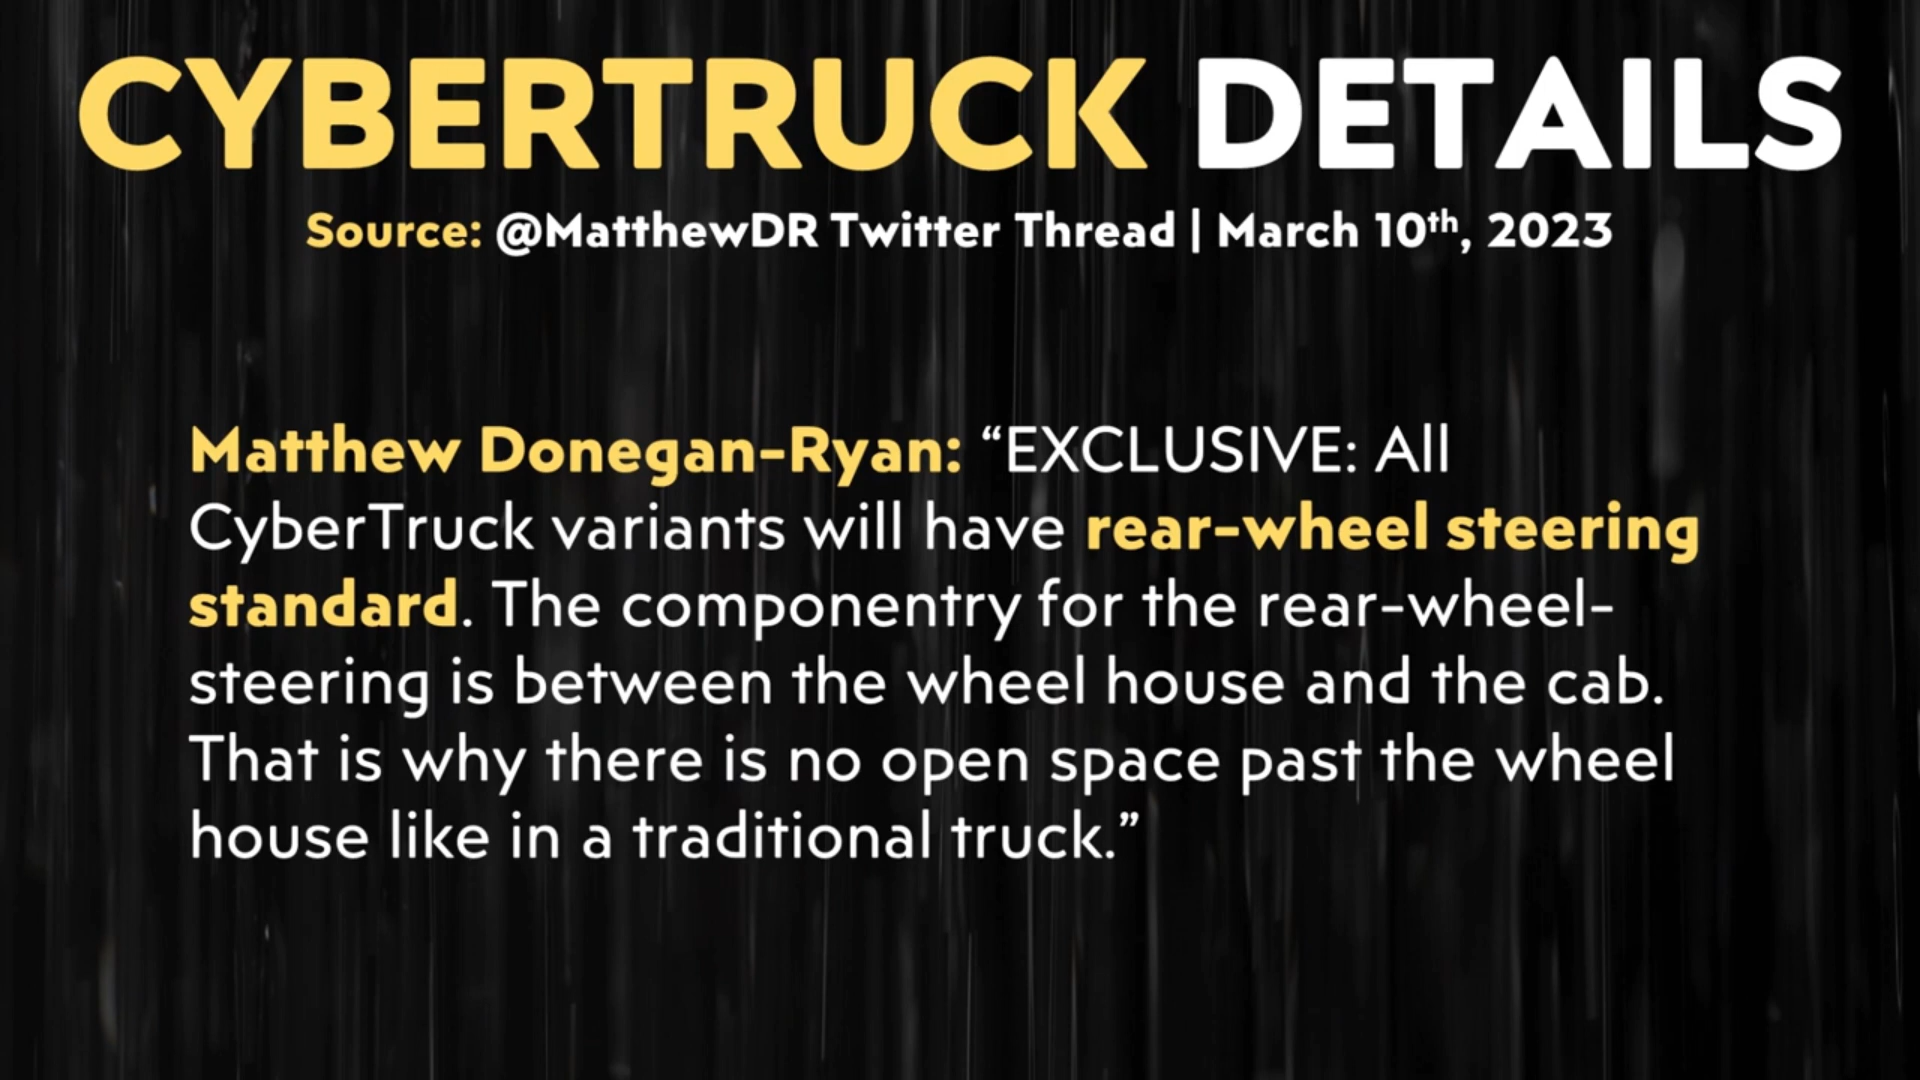 CYBERTRUCK DETAILS
Source: @MatthewDR Twitter Thread | March 10th, 2023
Matthew Donegan-Ryan: “EXCLUSIVE: All
CyberTruck variants will have rear-wheel steering
standard. The componentry for the rear-wheel-
steering is between the wheel house and the cab.
That is why there is no open space past the wheel
house like in a traditional truck.”